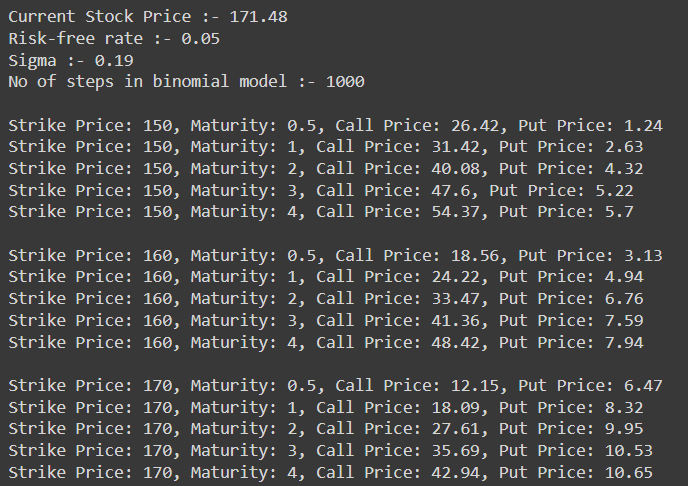 Current Stock Price :- 171.48
Risk-free rate :- 0.05
Sigma :- 0.19
No of steps in binomial model :- 1000
Strike Price: 150, Maturity: 0.5, Call Price: 26.42, Put Price: 1.24
Strike Price: 150, Maturity: 1, Call Price: 31.42, Put Price: 2.63
Strike Price: 150, Maturity: 2, Call Price: 40.08, Put Price: 4.32
Strike Price: 150, Maturity: 3, Call Price: 47.6, Put Price: 5.22
Strike Price: 150, Maturity: 4, Call Price: 54.37, Put Price: 5.7
Strike Price: 160, Maturity: 0.5, Call Price: 18.56, Put Price: 3.13
Strike Price: 160, Maturity: 1, Call Price: 24.22, Put Price: 4.94
Strike Price: 160, Maturity: 2, Call Price: 33.47, Put Price: 6.76
Strike Price: 160, Maturity: 3, Call Price: 41.36, Put Price: 7.59
Strike Price: 160, Maturity: 4, Call Price: 48.42, Put Price: 7.94
Strike Price: 170, Maturity: 0.5, Call Price: 12.15, Put Price: 6.47
Strike Price: 170, Maturity: 1, Call Price: 18.09, Put Price: 8.32
Strike Price: 170, Maturity: 2, Call Price: 27.61, Put Price: 9.95
Strike Price: 170, Maturity: 3, Call Price: 35.69, Put Price: 10.53
Strike Price: 170, Maturity: 4, Call Price: 42.94, Put Price: 10.65